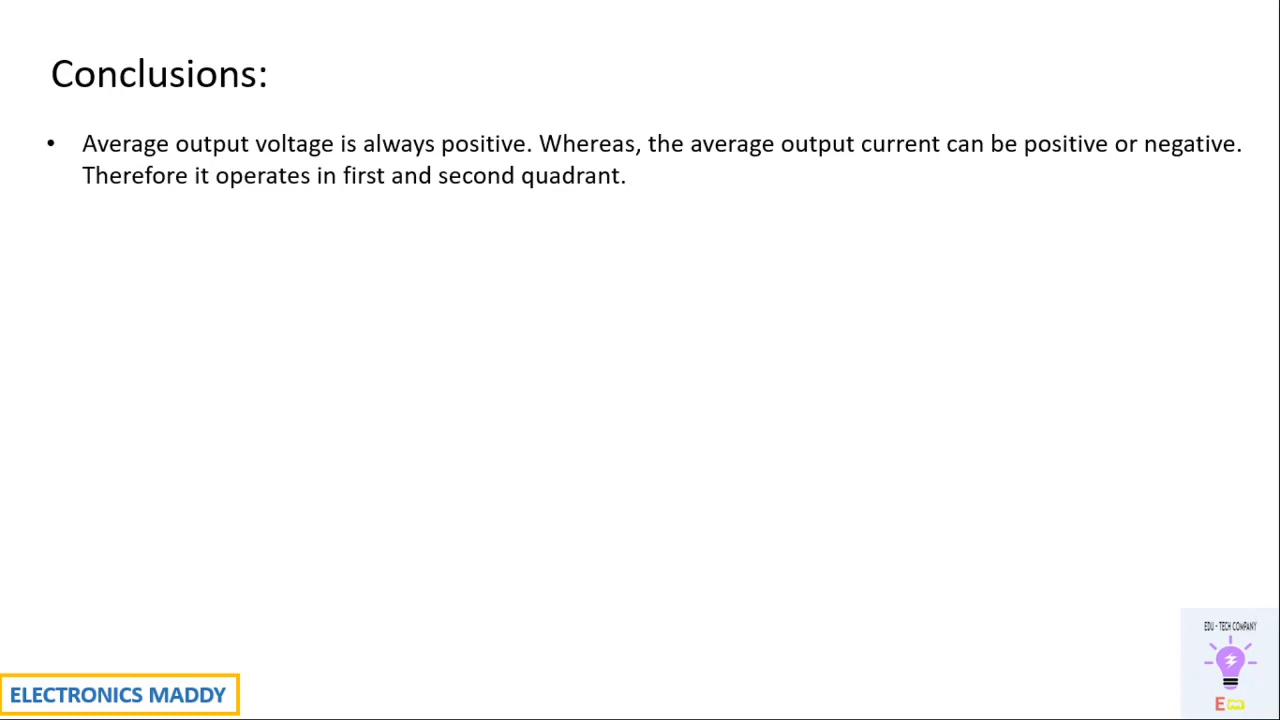 Conclusions:
• Average output voltage is always positive. Whereas, the average output current can be positive or negative.
Therefore it operates in first and second quadrant.
EDU - TECH COMPANY
Em
ELECTRONICS MADDY